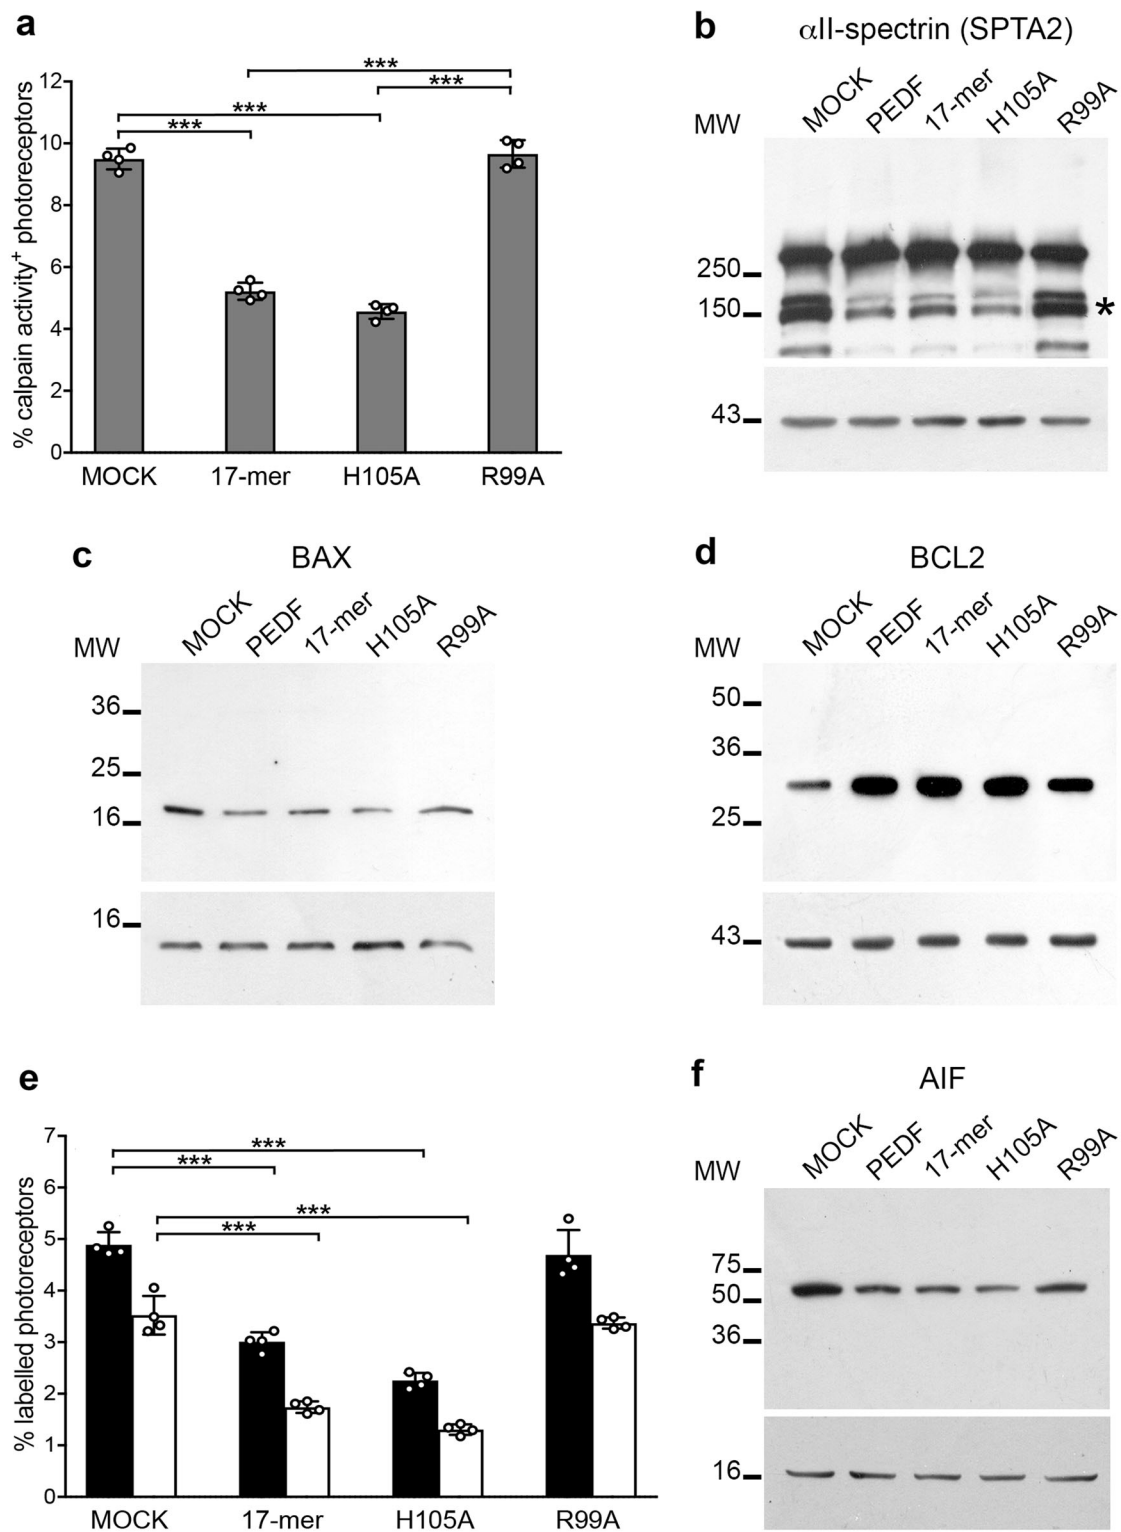 a
% calpain activity⁺ photoreceptors
12
10
8
6
4
2
0
***
***
***
***
MOCK 17-mer H105A R99A
b
αII-spectrin (SPTA2)
MW MOCK PEDF 17-mer H105A R99A
250
150
*
43
c
BAX
MW MOCK PEDF 17-mer H105A R99A
36
25
16
16
d
BCL2
MW MOCK PEDF 17-mer H105A R99A
50
36
25
43
e
% labelled photoreceptors
7
6
5
4
3
2
1
0
***
***
***
***
MOCK 17-mer H105A R99A
f
AIF
MW MOCK PEDF 17-mer H105A R99A
75
50
36
16